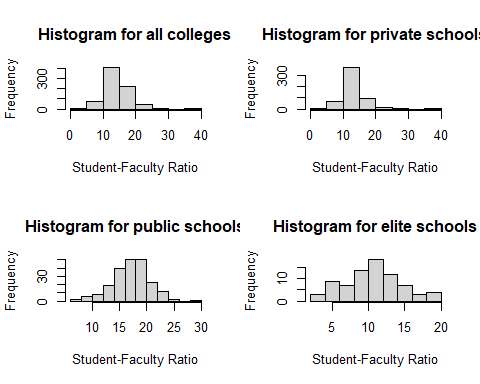 Histogram for all colleges
Frequency
0 300
0 10 20 30 40
Student-Faculty Ratio
Histogram for private schools
Frequency
0 300
0 10 20 30 40
Student-Faculty Ratio
Histogram for public schools
Frequency
0 30
10 15 20 25 30
Student-Faculty Ratio
Histogram for elite schools
Frequency
0 10
5 10 15 20
Student-Faculty Ratio